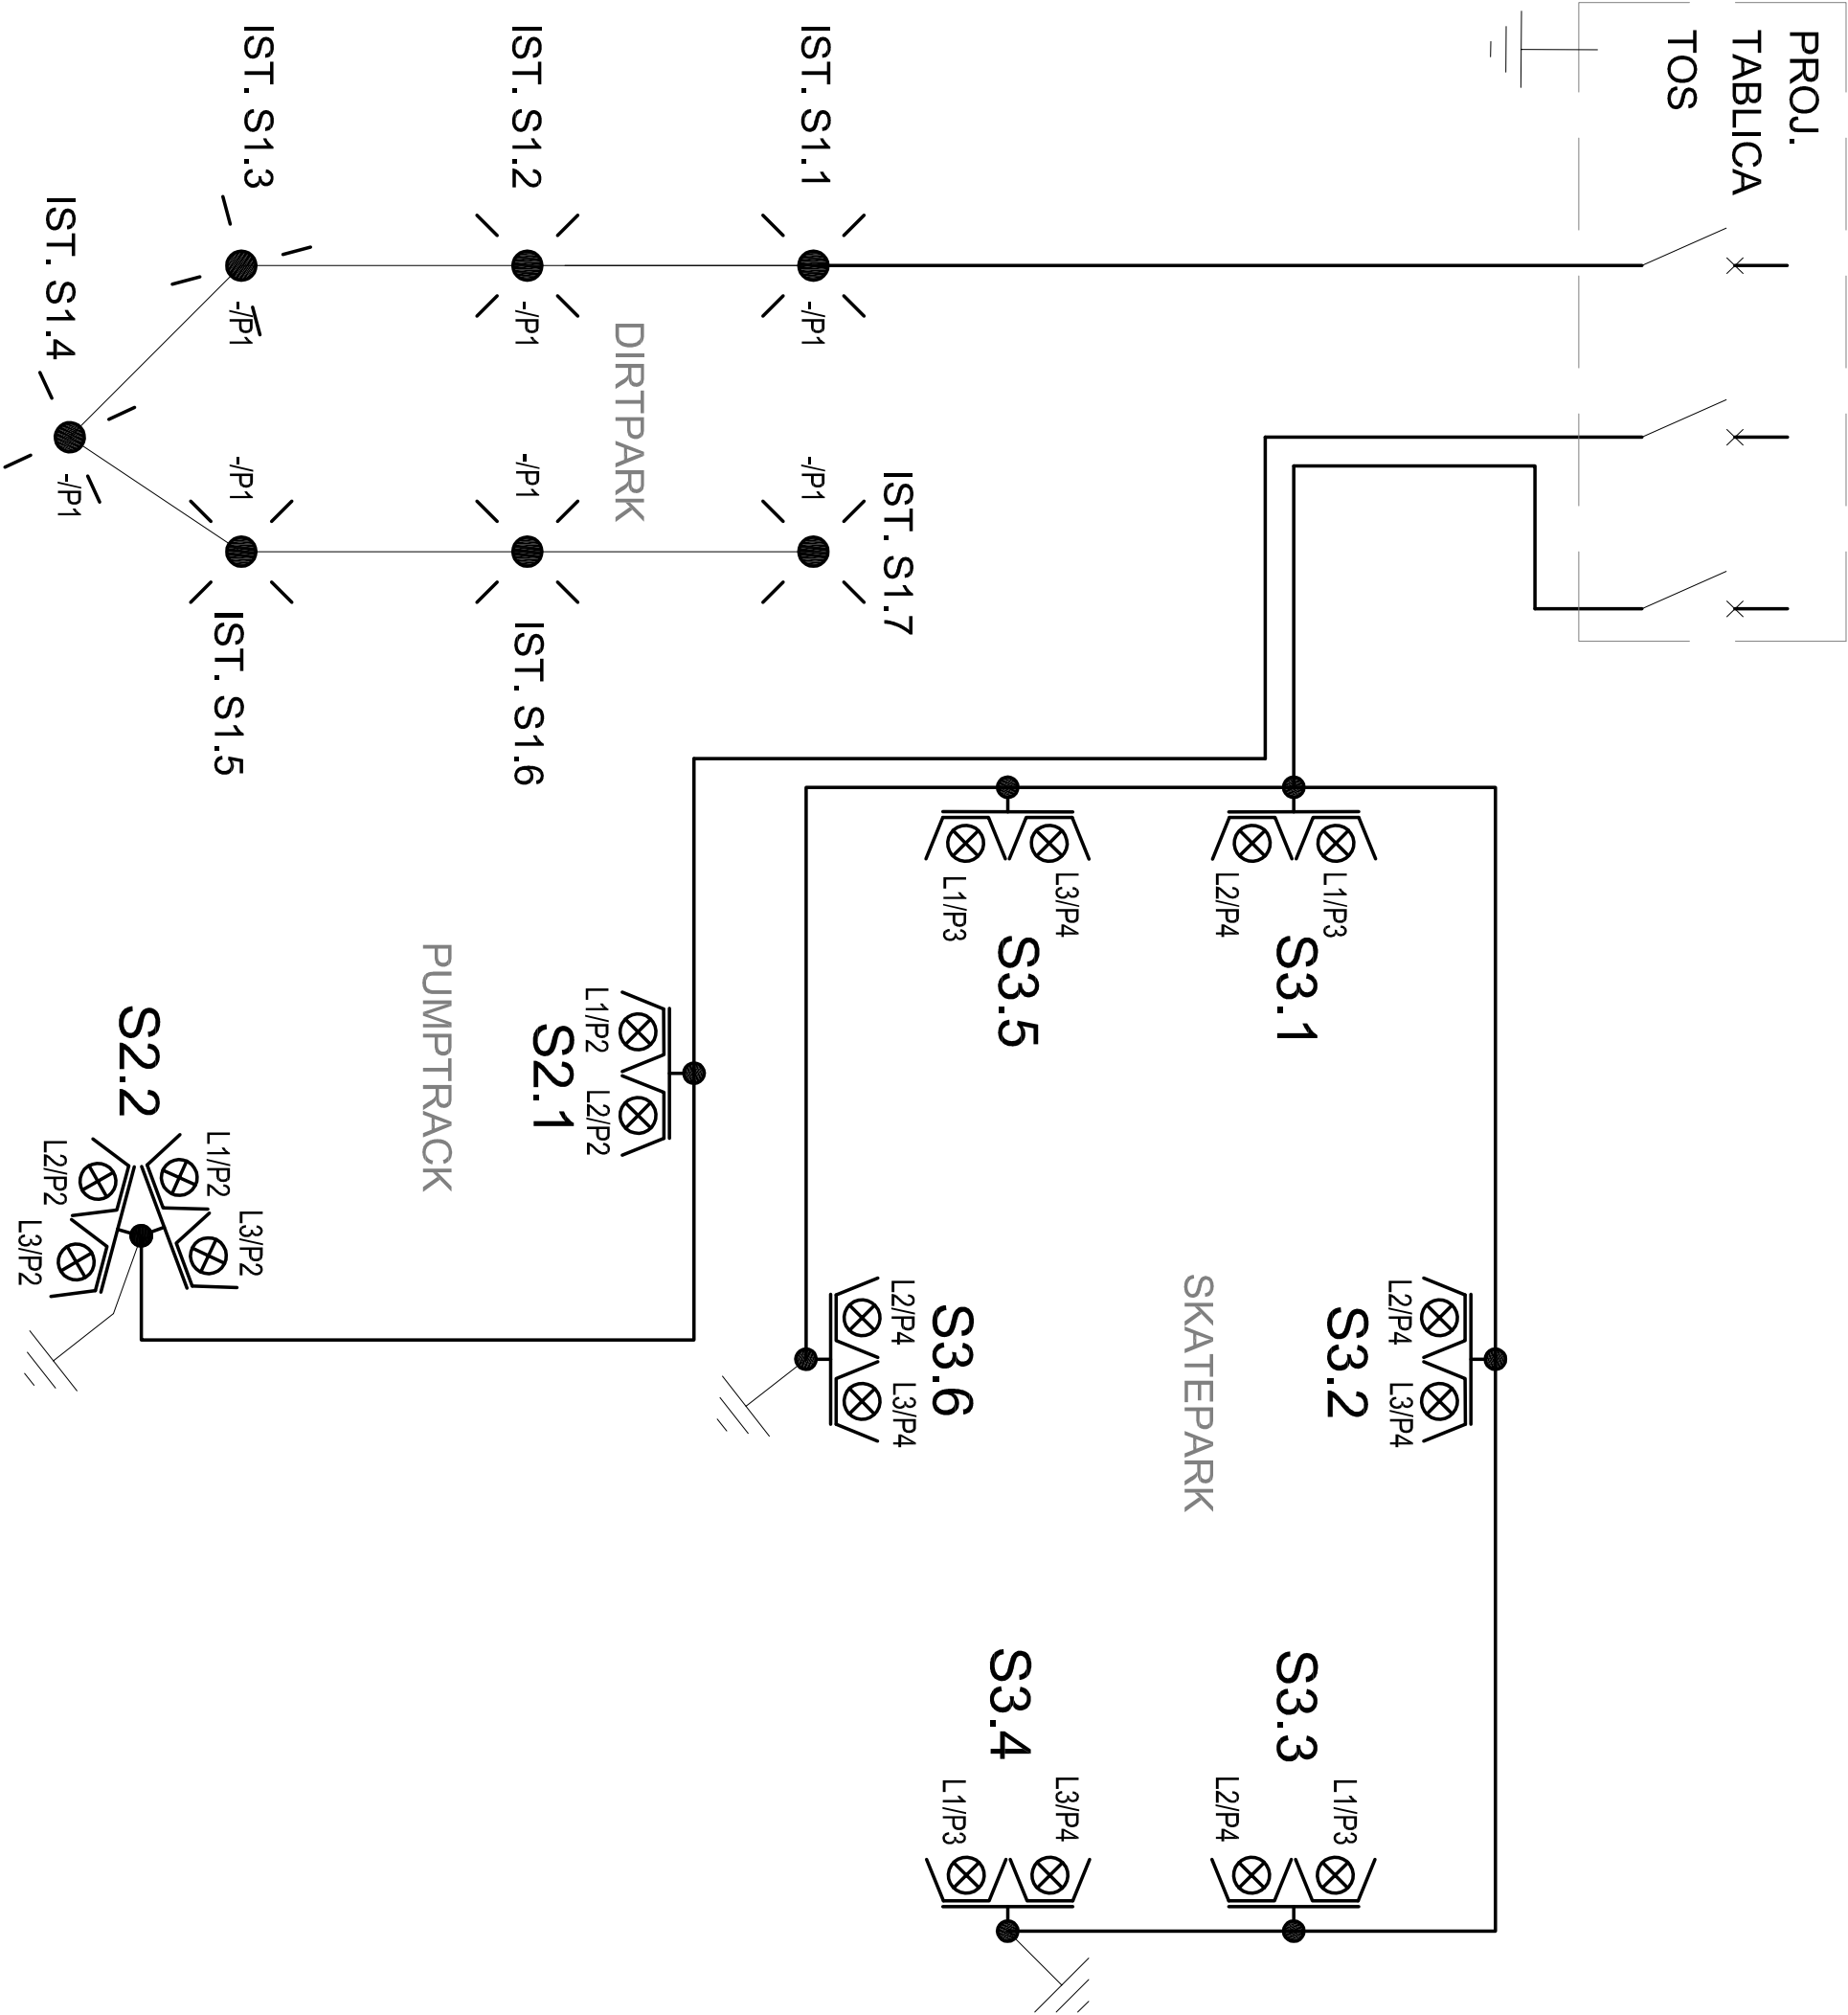 PROJ.
TABLICA
TOS
IST. S1.1
-/P1
IST. S1.2
-/P1
IST. S1.3
-/P1
IST. S1.4
-/P1
IST. S1.5
-/P1
IST. S1.6
-/P1
IST. S1.7
-/P1
DIRTPARK
S3.1
L1/P3
L2/P4
S3.5
L3/P4
L1/P3
S2.1
L1/P2
L2/P2
PUMPTRACK
S2.2
L1/P2
L3/P2
L2/P2
L3/P2
S3.2
L2/P4
L3/P4
SKATEPARK
S3.6
L2/P4
L3/P4
S3.3
L1/P3
L2/P4
S3.4
L3/P4
L1/P3